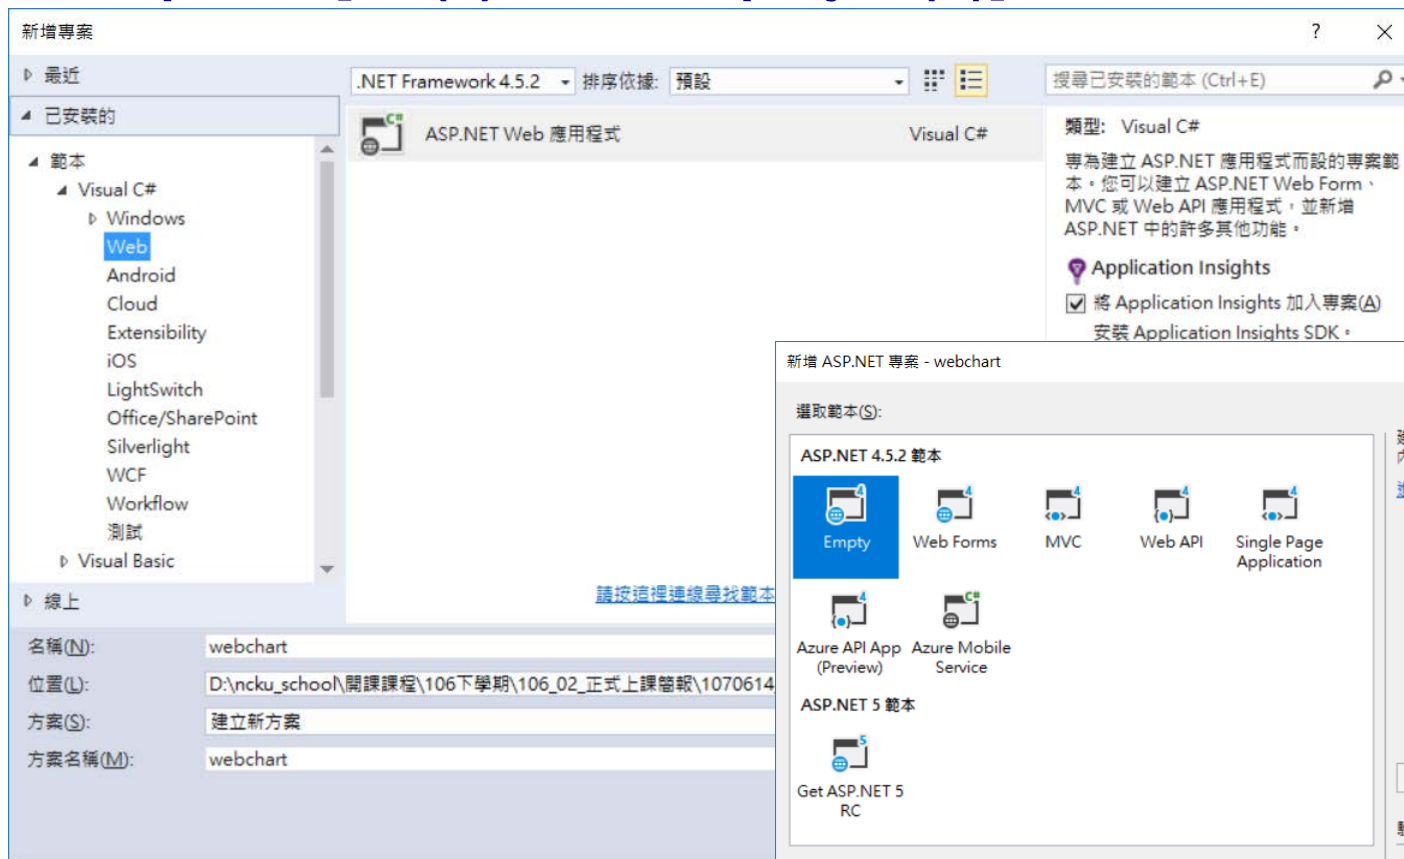 新增專案
?
最近
.NET Framework 4.5.2
排序依據:
預設
搜尋已安裝的範本 (Ctrl+E)
已安裝的
範本
Visual C#
Windows
Web
Android
Cloud
Extensibility
iOS
LightSwitch
Office/SharePoint
Silverlight
WCF
Workflow
測試
Visual Basic
線上
ASP.NET Web 應用程式
Visual C#
請按這裡連線尋找範本
類型: Visual C#
專為建立 ASP.NET 應用程式而設的專案範
本。您可以建立 ASP.NET Web Form、
MVC 或 Web API 應用程式，並新增
ASP.NET 中的許多其他功能。
Application Insights
將 Application Insights 加入專案(A)
安裝 Application Insights SDK。
名稱(N):
webchart
位置(L):
D:\ncku_school\開課課程\106下學期\106_02_正式上課簡報\1070614
方案(S):
建立新方案
方案名稱(M):
webchart
新增 ASP.NET 專案 - webchart
選取範本(S):
ASP.NET 4.5.2 範本
Empty
Web Forms
MVC
Web API
Single Page
Application
Azure API App
(Preview)
Azure Mobile
Service
ASP.NET 5 範本
Get ASP.NET 5
RC